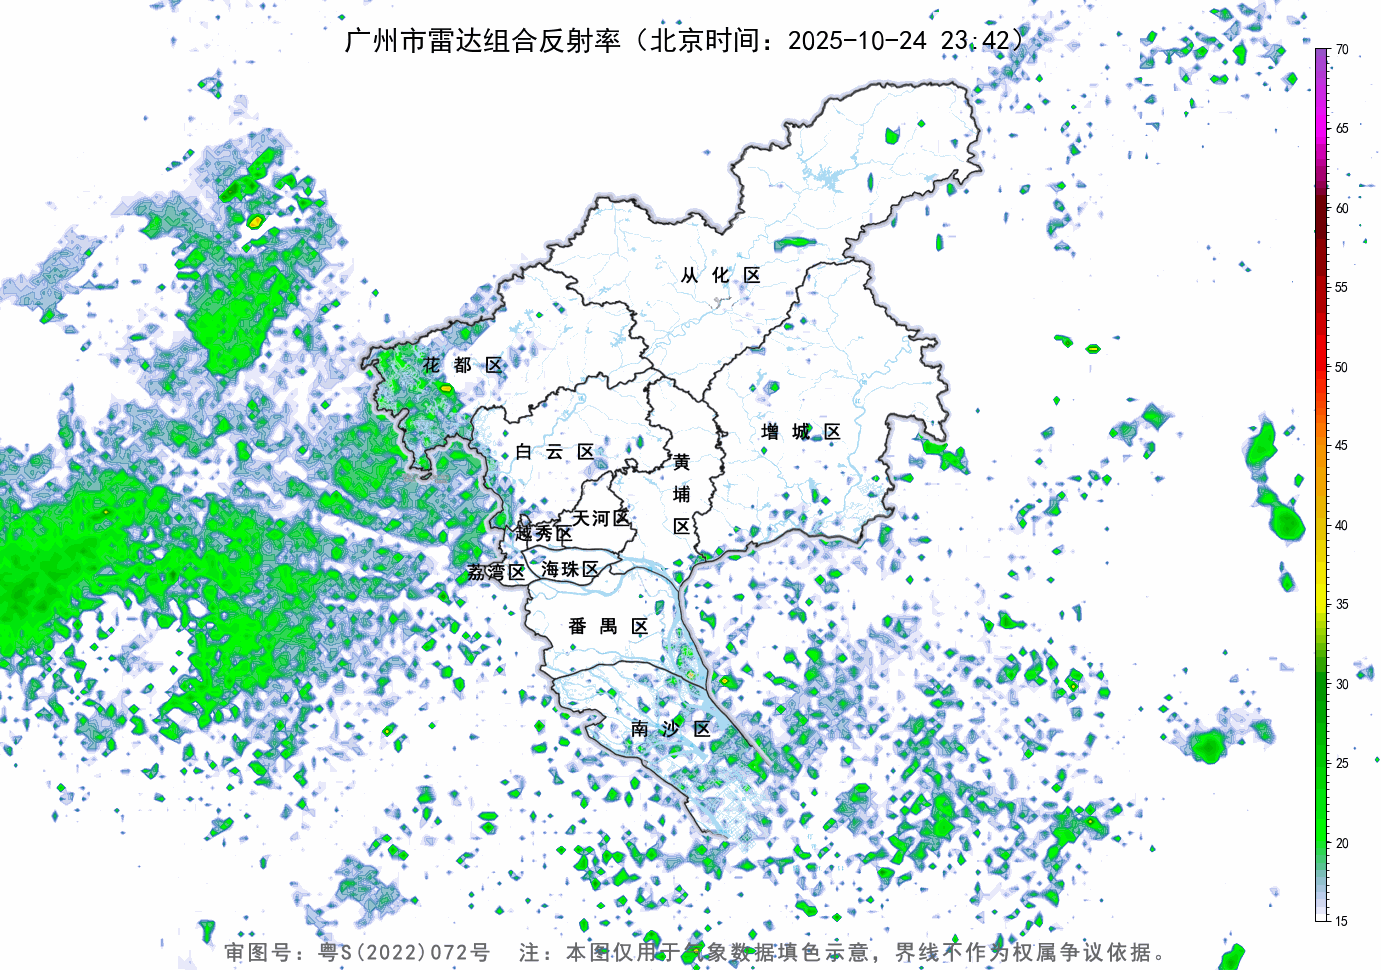 广州市雷达组合反射率（北京时间：2025-10-24 23:42）
70
65
60
55
50
45
40
35
30
25
20
15
从化区
花都区
增城区
白云区
黄埔区
天河区
越秀区
海珠区
荔湾区
番禺区
南沙区
审图号：粤S(2022)072号 注：本图仅用于气象数据填色示意，界线不作为权属争议依据。